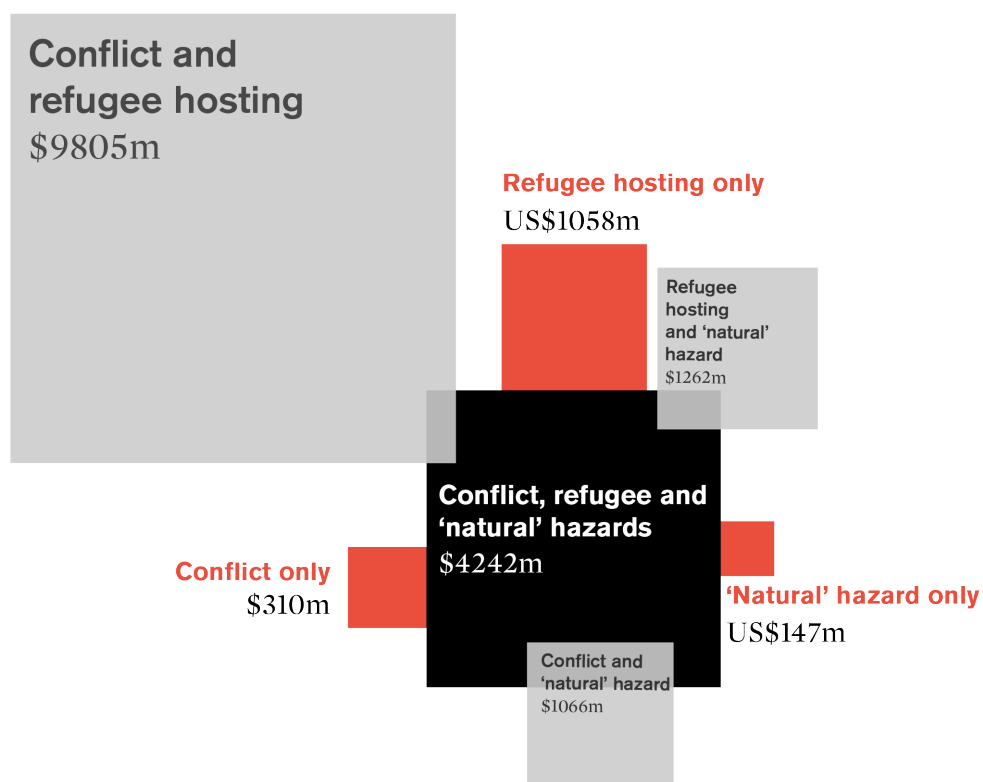 Conflict and
refugee hosting
$9805m
Refugee hosting only
US$1058m
Refugee
hosting
and ‘natural’
hazard
$1262m
Conflict, refugee and
‘natural’ hazards
$4242m
Conflict only
$310m
‘Natural’ hazard only
US$147m
Conflict and
‘natural’ hazard
$1066m